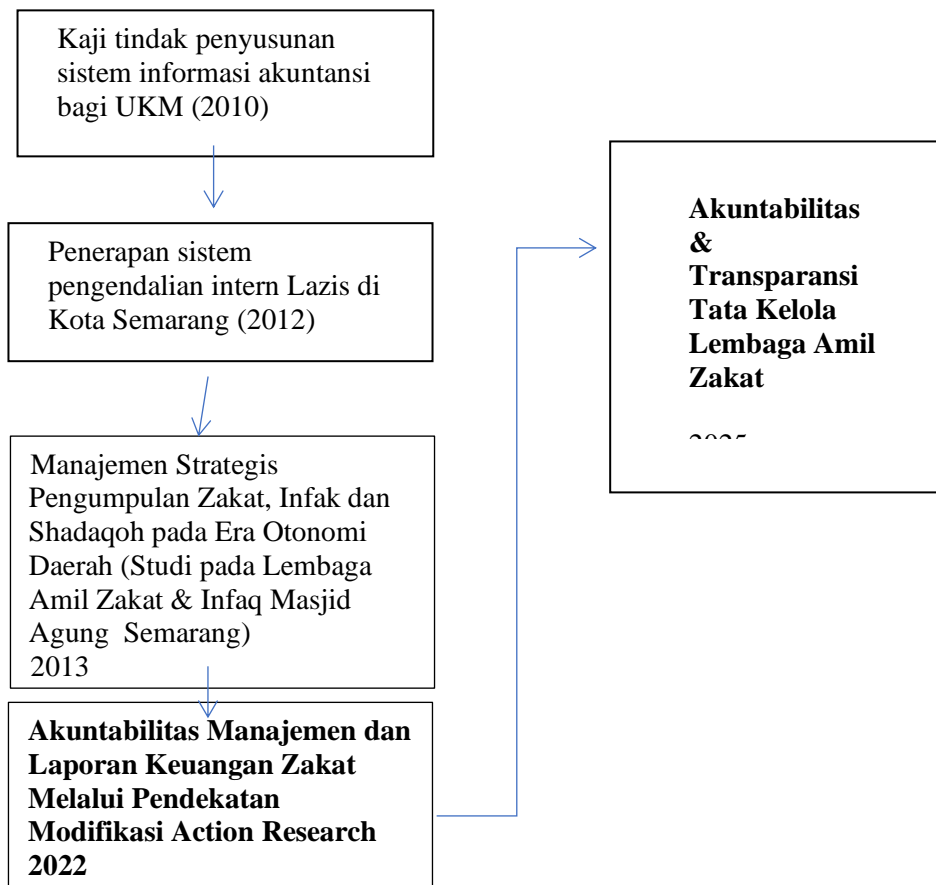 Kaji tindak penyusunan
sistem informasi akuntansi
bagi UKM (2010)
Penerapan sistem
pengendalian intern Lazis di
Kota Semarang (2012)
Manajemen Strategis
Pengumpulan Zakat, Infak dan
Shadaqoh pada Era Otonomi
Daerah (Studi pada Lembaga
Amil Zakat & Infaq Masjid
Agung Semarang)
2013
Akuntabilitas Manajemen dan
Laporan Keuangan Zakat
Melalui Pendekatan
Modifikasi Action Research
2022
Akuntabilitas
&
Transparansi
Tata Kelola
Lembaga Amil
Zakat